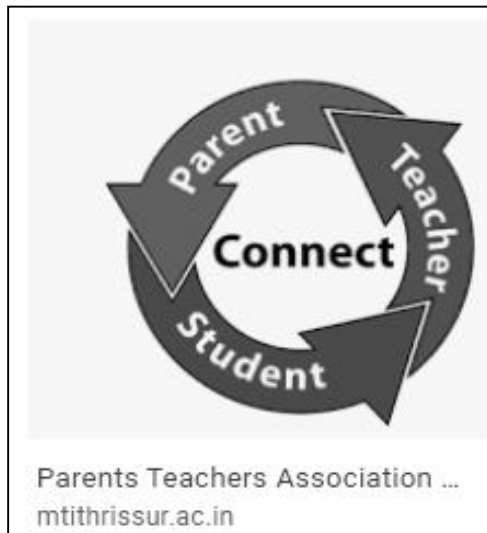 Parent
Teacher
Connect
Student
Parents Teachers Association ...
mtithrissur.ac.in